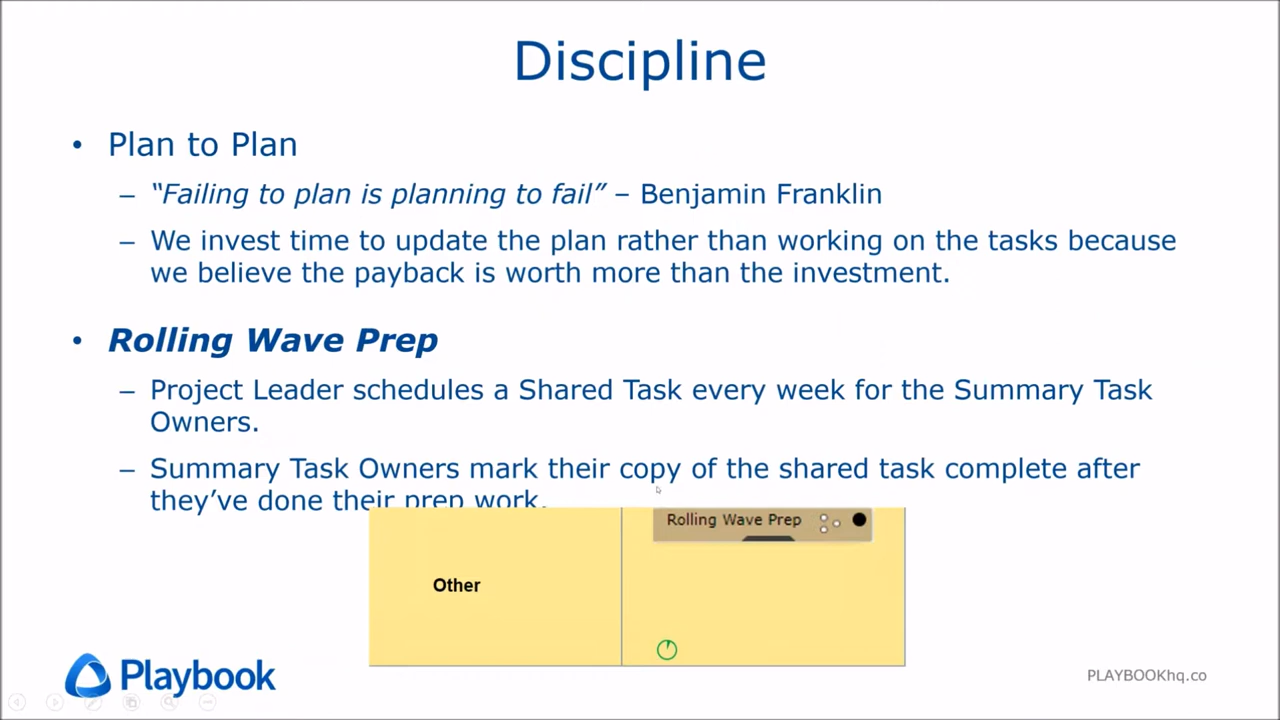 Discipline
• Plan to Plan
– “Failing to plan is planning to fail” – Benjamin Franklin
– We invest time to update the plan rather than working on the tasks because
we believe the payback is worth more than the investment.
• Rolling Wave Prep
– Project Leader schedules a Shared Task every week for the Summary Task
Owners.
– Summary Task Owners mark their copy of the shared task complete after
they’ve done their prep work.
Rolling Wave Prep
Other
Playbook
PLAYBOOKhq.co